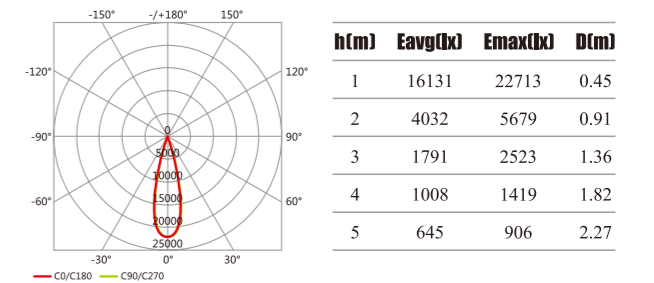 -150° -/+180° 150°
-120° 120°
-90° 0 90°
5000
10000
-60° 15000 60°
20000
25000
-30° 0° 30°
C0/C180 C90/C270
h(m) Eavg(lx) Emax(lx) D(m)
1 16131 22713 0.45
2 4032 5679 0.91
3 1791 2523 1.36
4 1008 1419 1.82
5 645 906 2.27